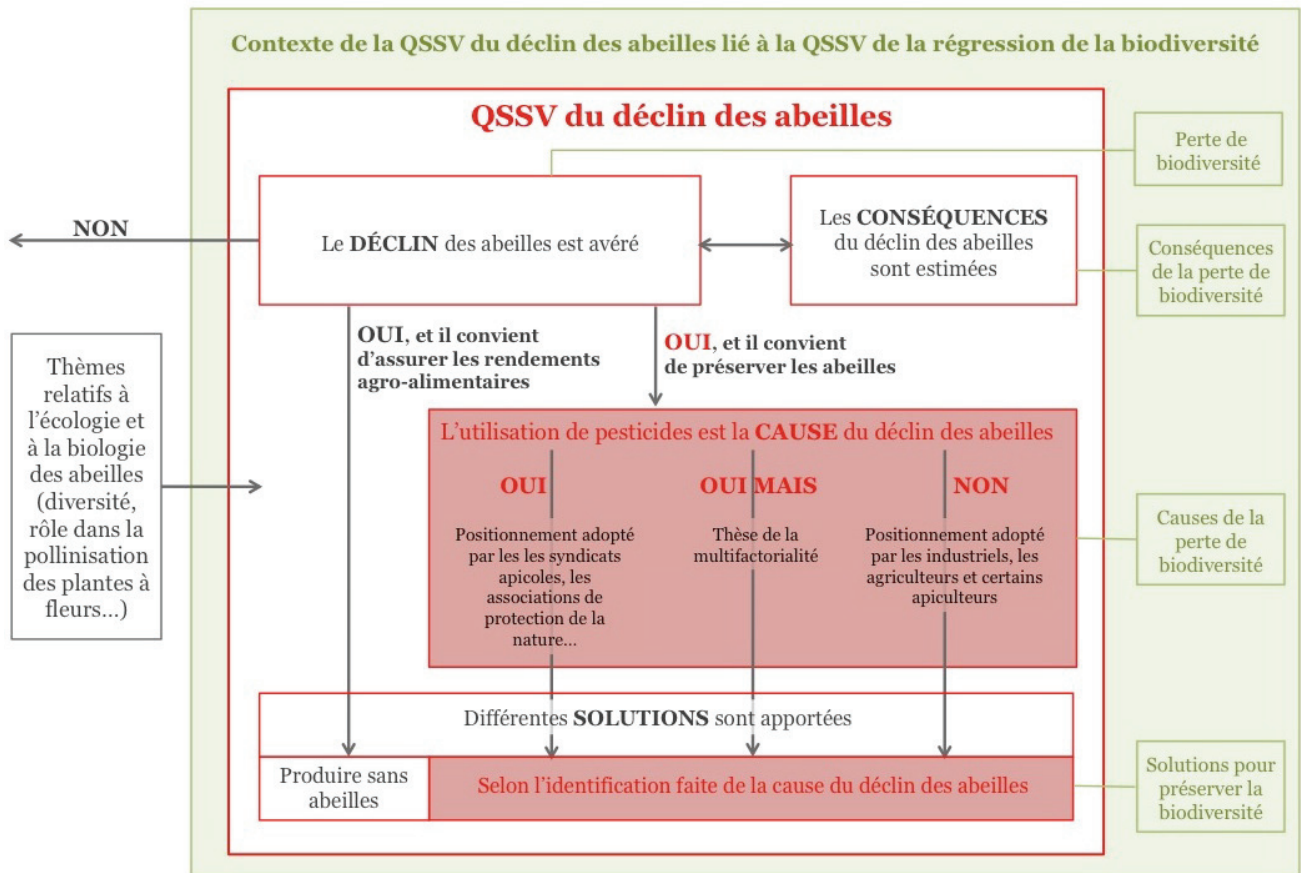 Contexte de la QSSV du déclin des abeilles lié à la QSSV de la régression de la biodiversité
QSSV du déclin des abeilles
Perte de
biodiversité
NON
Le DÉCLIN des abeilles est avéré
Les CONSÉQUENCES
du déclin des abeilles
sont estimées
Conséquences
de la perte de
biodiversité
OUI, et il convient
d'assurer les rendements
agro-alimentaires
OUI, et il convient
de préserver les abeilles
Thèmes
relatifs à
l'écologie et
à la biologie
des abeilles
(diversité,
rôle dans la
pollinisation
des plantes à
fleurs...)
L'utilisation de pesticides est la CAUSE du déclin des abeilles
OUI
Positionnement adopté
par les les syndicats
apicoles, les
associations de
protection de la
nature...
OUI MAIS
Thèse de la
multifactorialité
NON
Positionnement adopté
par les industriels, les
agriculteurs et certains
apiculteurs
Causes de la
perte de
biodiversité
Différentes SOLUTIONS sont apportées
Produire sans
abeilles
Selon l'identification faite de la cause du déclin des abeilles
Solutions pour
préserver la
biodiversité